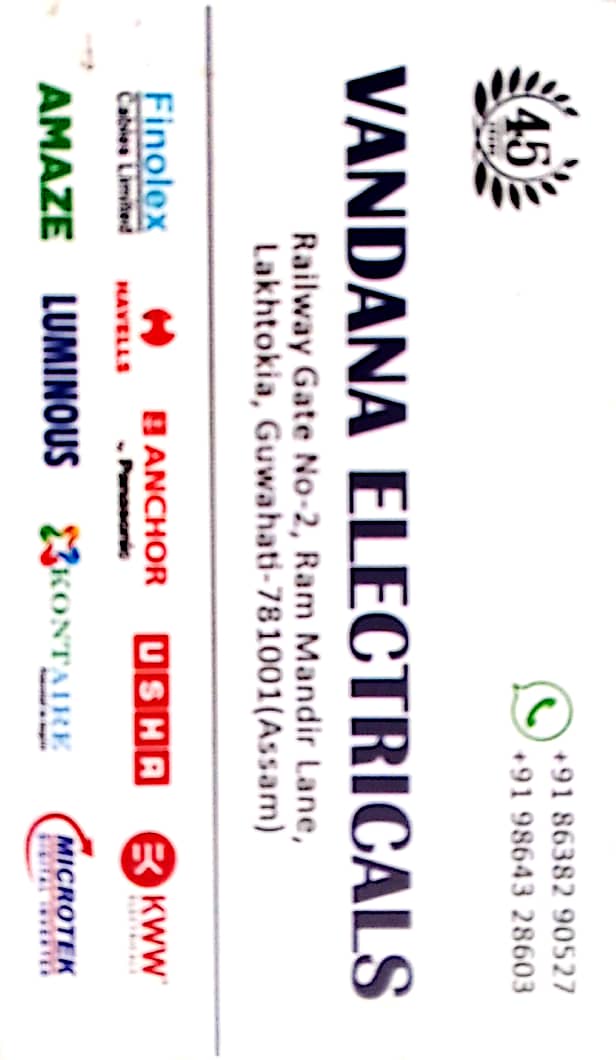 45
+91 86382 90527
+91 98643 28603
VANDANA ELECTRICALS
Railway Gate No-2, Ram Mandir Lane,
Lakhtokia, Guwahati-781001(Assam)
Finolex
Cables Limited
HAVELLS
ANCHOR
by Panasonic
USHA
KWW
ELECTRICALS
AMAZE
LUMINOUS
KONTAIRE
MICROTEK
DIGITAL INVERTER